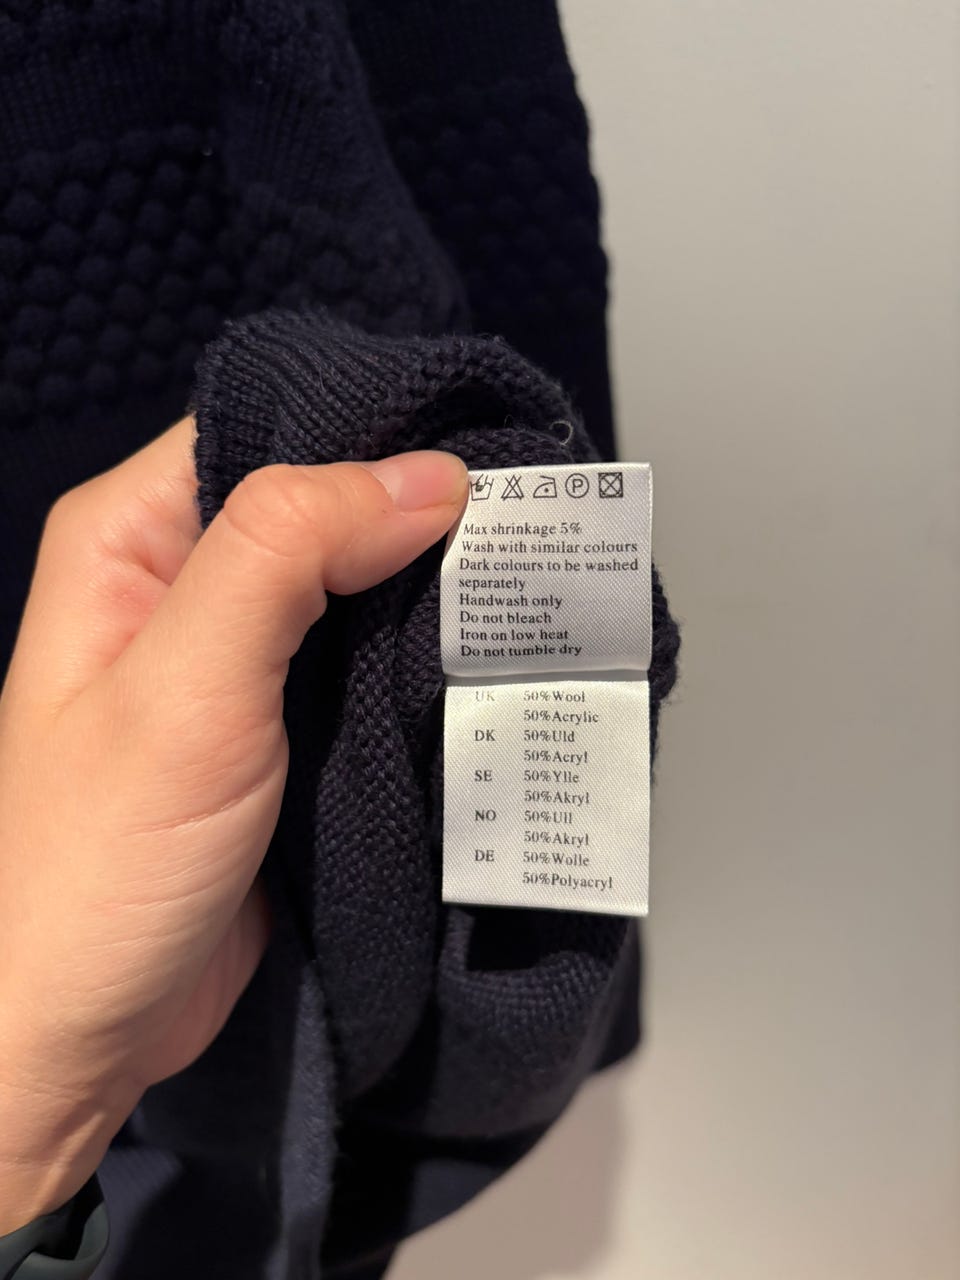 P
Max shrinkage 5%
Wash with similar colours
Dark colours to be washed
separately
Handwash only
Do not bleach
Iron on low heat
Do not tumble dry
UK 50%Wool
50%Acrylic
DK 50%Uld
50%Acryl
SE 50%Ylle
50%Akryl
NO 50%Ull
50%Akryl
DE 50%Wolle
50%Polyacryl